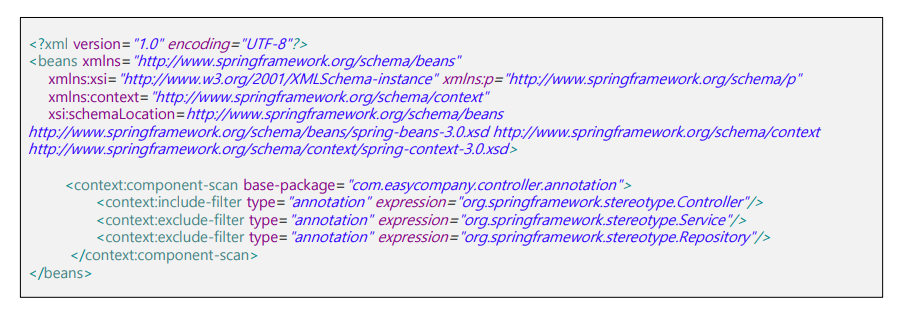 <?xml version="1.0" encoding="UTF-8"?>
<beans xmlns="http://www.springframework.org/schema/beans"
xmlns:xsi="http://www.w3.org/2001/XMLSchema-instance" xmlns:p="http://www.springframework.org/schema/p"
xmlns:context="http://www.springframework.org/schema/context"
xsi:schemaLocation=http://www.springframework.org/schema/beans
http://www.springframework.org/schema/beans/spring-beans-3.0.xsd http://www.springframework.org/schema/context
http://www.springframework.org/schema/context/spring-context-3.0.xsd>
<context:component-scan base-package="com.easycompany.controller.annotation">
<context:include-filter type="annotation" expression="org.springframework.stereotype.Controller"/>
<context:exclude-filter type="annotation" expression="org.springframework.stereotype.Service"/>
<context:exclude-filter type="annotation" expression="org.springframework.stereotype.Repository"/>
</context:component-scan>
</beans>